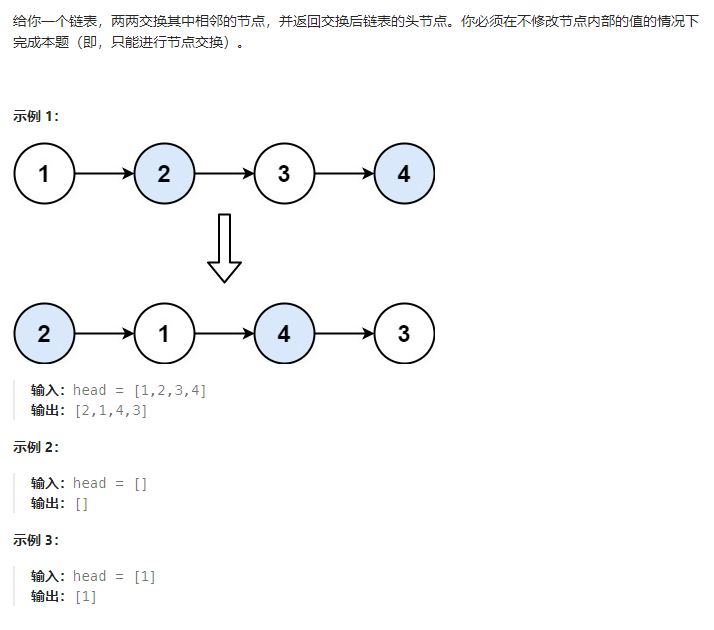 给你一个链表，两两交换其中相邻的节点，并返回交换后链表的头节点。你必须在不修改节点内部的值的情况下
完成本题（即，只能进行节点交换）。
示例 1：
1 2 3 4
2 1 4 3
输入：head = [1,2,3,4]
输出：[2,1,4,3]
示例 2：
输入：head = []
输出：[]
示例 3：
输入：head = [1]
输出：[1]